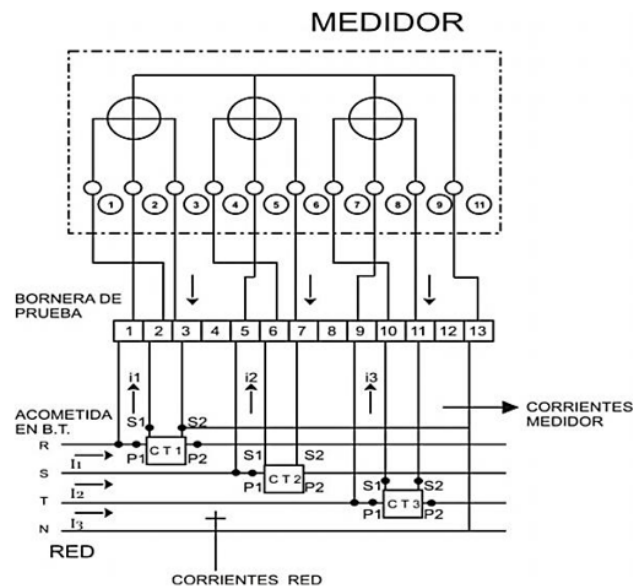 MEDIDOR
1 2 3 4 5 6 7 8 9 11
BORNERA DE
PRUEBA
1 2 3 4 5 6 7 8 9 10 11 12 13
i1 i2 i3
ACOMETIDA
EN B.T.
CORRIENTES
MEDIDOR
S1 S2
R
CT1
P1 P2
I1
S1 S2
S
CT2
P1 P2
I2
S1 S2
T
CT3
P1 P2
I3
N
RED
CORRIENTES RED